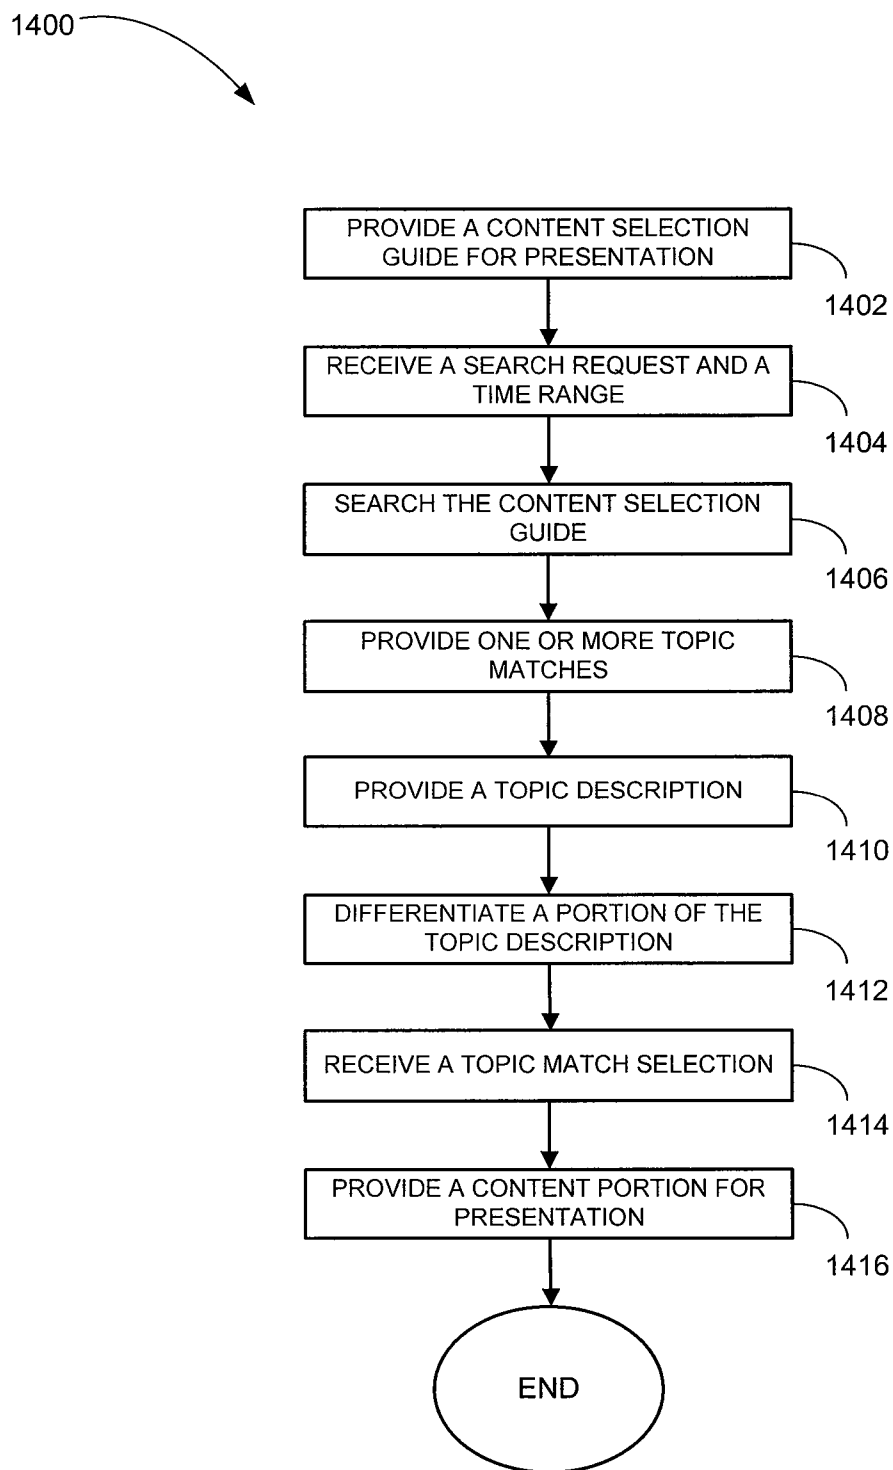 1400
PROVIDE A CONTENT SELECTION
GUIDE FOR PRESENTATION
1402
RECEIVE A SEARCH REQUEST AND A
TIME RANGE
1404
SEARCH THE CONTENT SELECTION
GUIDE
1406
PROVIDE ONE OR MORE TOPIC
MATCHES
1408
PROVIDE A TOPIC DESCRIPTION
1410
DIFFERENTIATE A PORTION OF THE
TOPIC DESCRIPTION
1412
RECEIVE A TOPIC MATCH SELECTION
1414
PROVIDE A CONTENT PORTION FOR
PRESENTATION
1416
END